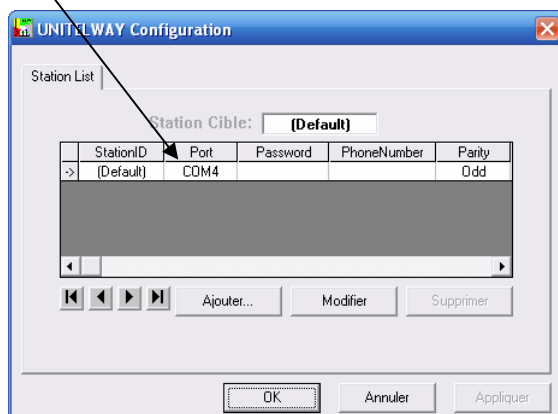 UNITELWAY Configuration
Station List
Station Cible: (Default)
StationID Port Password PhoneNumber Parity
-> (Default) COM4 Odd
Ajouter... Modifier Supprimer
OK Annuler Appliquer